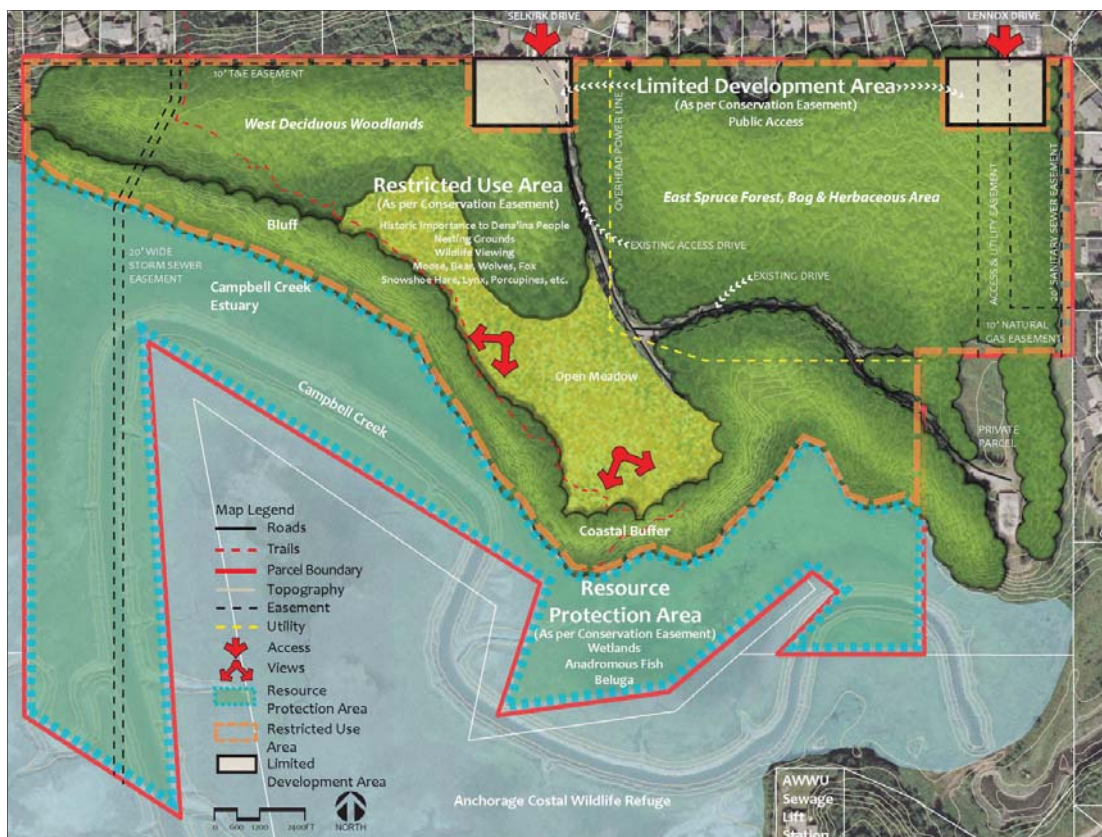 SELKIRK DRIVE
LENNOX DRIVE
10' T&E EASEMENT
Limited Development Area
(As per Conservation Easement)
Public Access
West Deciduous Woodlands
OVERHEAD POWER LINE
Restricted Use Area
(As per Conservation Easement)
Historic Importance to Dena'ina People
Nesting Grounds
Wildlife Viewing
Moose, Bear, Wolves, Fox
Snowshoe Hare, Lynx, Porcupines, etc.
East Spruce Forest, Bog & Herbaceous Area
ACCESS & UTILITY EASEMENT
20' SANITARY SEWER EASEMENT
Bluff
EXISTING ACCESS DRIVE
20' WIDE
STORM SEWER
EASEMENT
EXISTING DRIVE
Campbell Creek
Estuary
10' NATURAL
GAS EASEMENT
Open Meadow
Campbell Creek
PRIVATE
PARCEL
Coastal Buffer
Map Legend
Roads
Trails
Parcel Boundary
Topography
Easement
Utility
Access
Views
Resource
Protection Area
Restricted Use
Area
Limited
Development Area
0 600 1200 2400FT
NORTH
Resource
Protection Area
(As per Conservation Easement)
Wetlands
Anadromous Fish
Beluga
Anchorage Costal Wildlife Refuge
AWWU
Sewage
Lift
Station